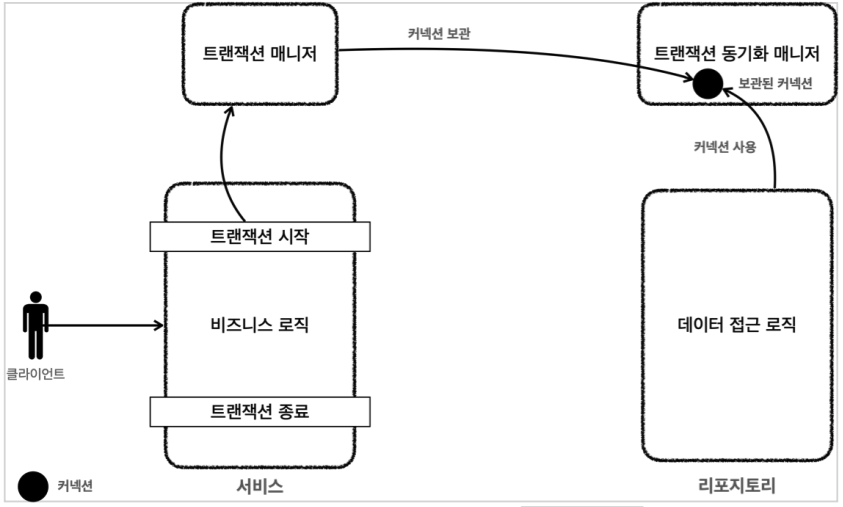 커넥션 보관
트랜잭션 매니저
트랜잭션 동기화 매니저
보관된 커넥션
커넥션 사용
트랜잭션 시작
비즈니스 로직
데이터 접근 로직
클라이언트
트랜잭션 종료
커넥션
서비스
리포지토리